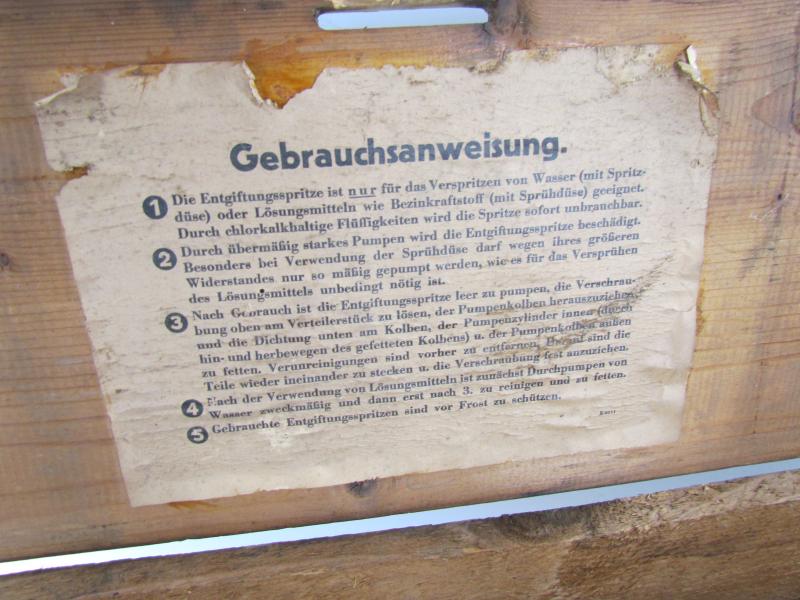 Gebrauchsanweisung.
1 Die Entgiftungsspritze ist nur für das Verspritzen von Wasser (mit Spritz-
düse) oder Lösungsmitteln wie Bezinkraftstoff (mit Sprühdüse) geeignet.
Durch chlorkalkhaltige Flüssigkeiten wird die Spritze sofort unbrauchbar.
2 Durch übermäßig starkes Pumpen wird die Entgiftungsspritze beschädigt.
Besonders bei Verwendung der Sprühdüse darf wegen ihres größeren
Widerstandes nur so mäßig gepumpt werden, wie es für das Versprühen
des Lösungsmittels unbedingt nötig ist.
3 Nach Gebrauch ist die Entgiftungsspritze leer zu pumpen, die Verschrau-
bung oben am Verteilerstück zu lösen, der Pumpenkolben herauszuziehen
und die Dichtung unten am Kolben, der Pumpenzylinder innen (durch
hin- und herbewegen des gefetteten Kolbens) u. der Pumpenkolben außen
zu fetten. Verunreinigungen sind vorher zu entfernen. Darauf sind die
Teile wieder ineinander zu stecken u. die Verschraubung fest anzuziehen.
4 Nach der Verwendung von Lösungsmitteln ist zunächst Durchpumpen von
Wasser zweckmäßig und dann erst nach 3. zu reinigen und zu fetten.
5 Gebrauchte Entgiftungsspritzen sind vor Frost zu schützen.